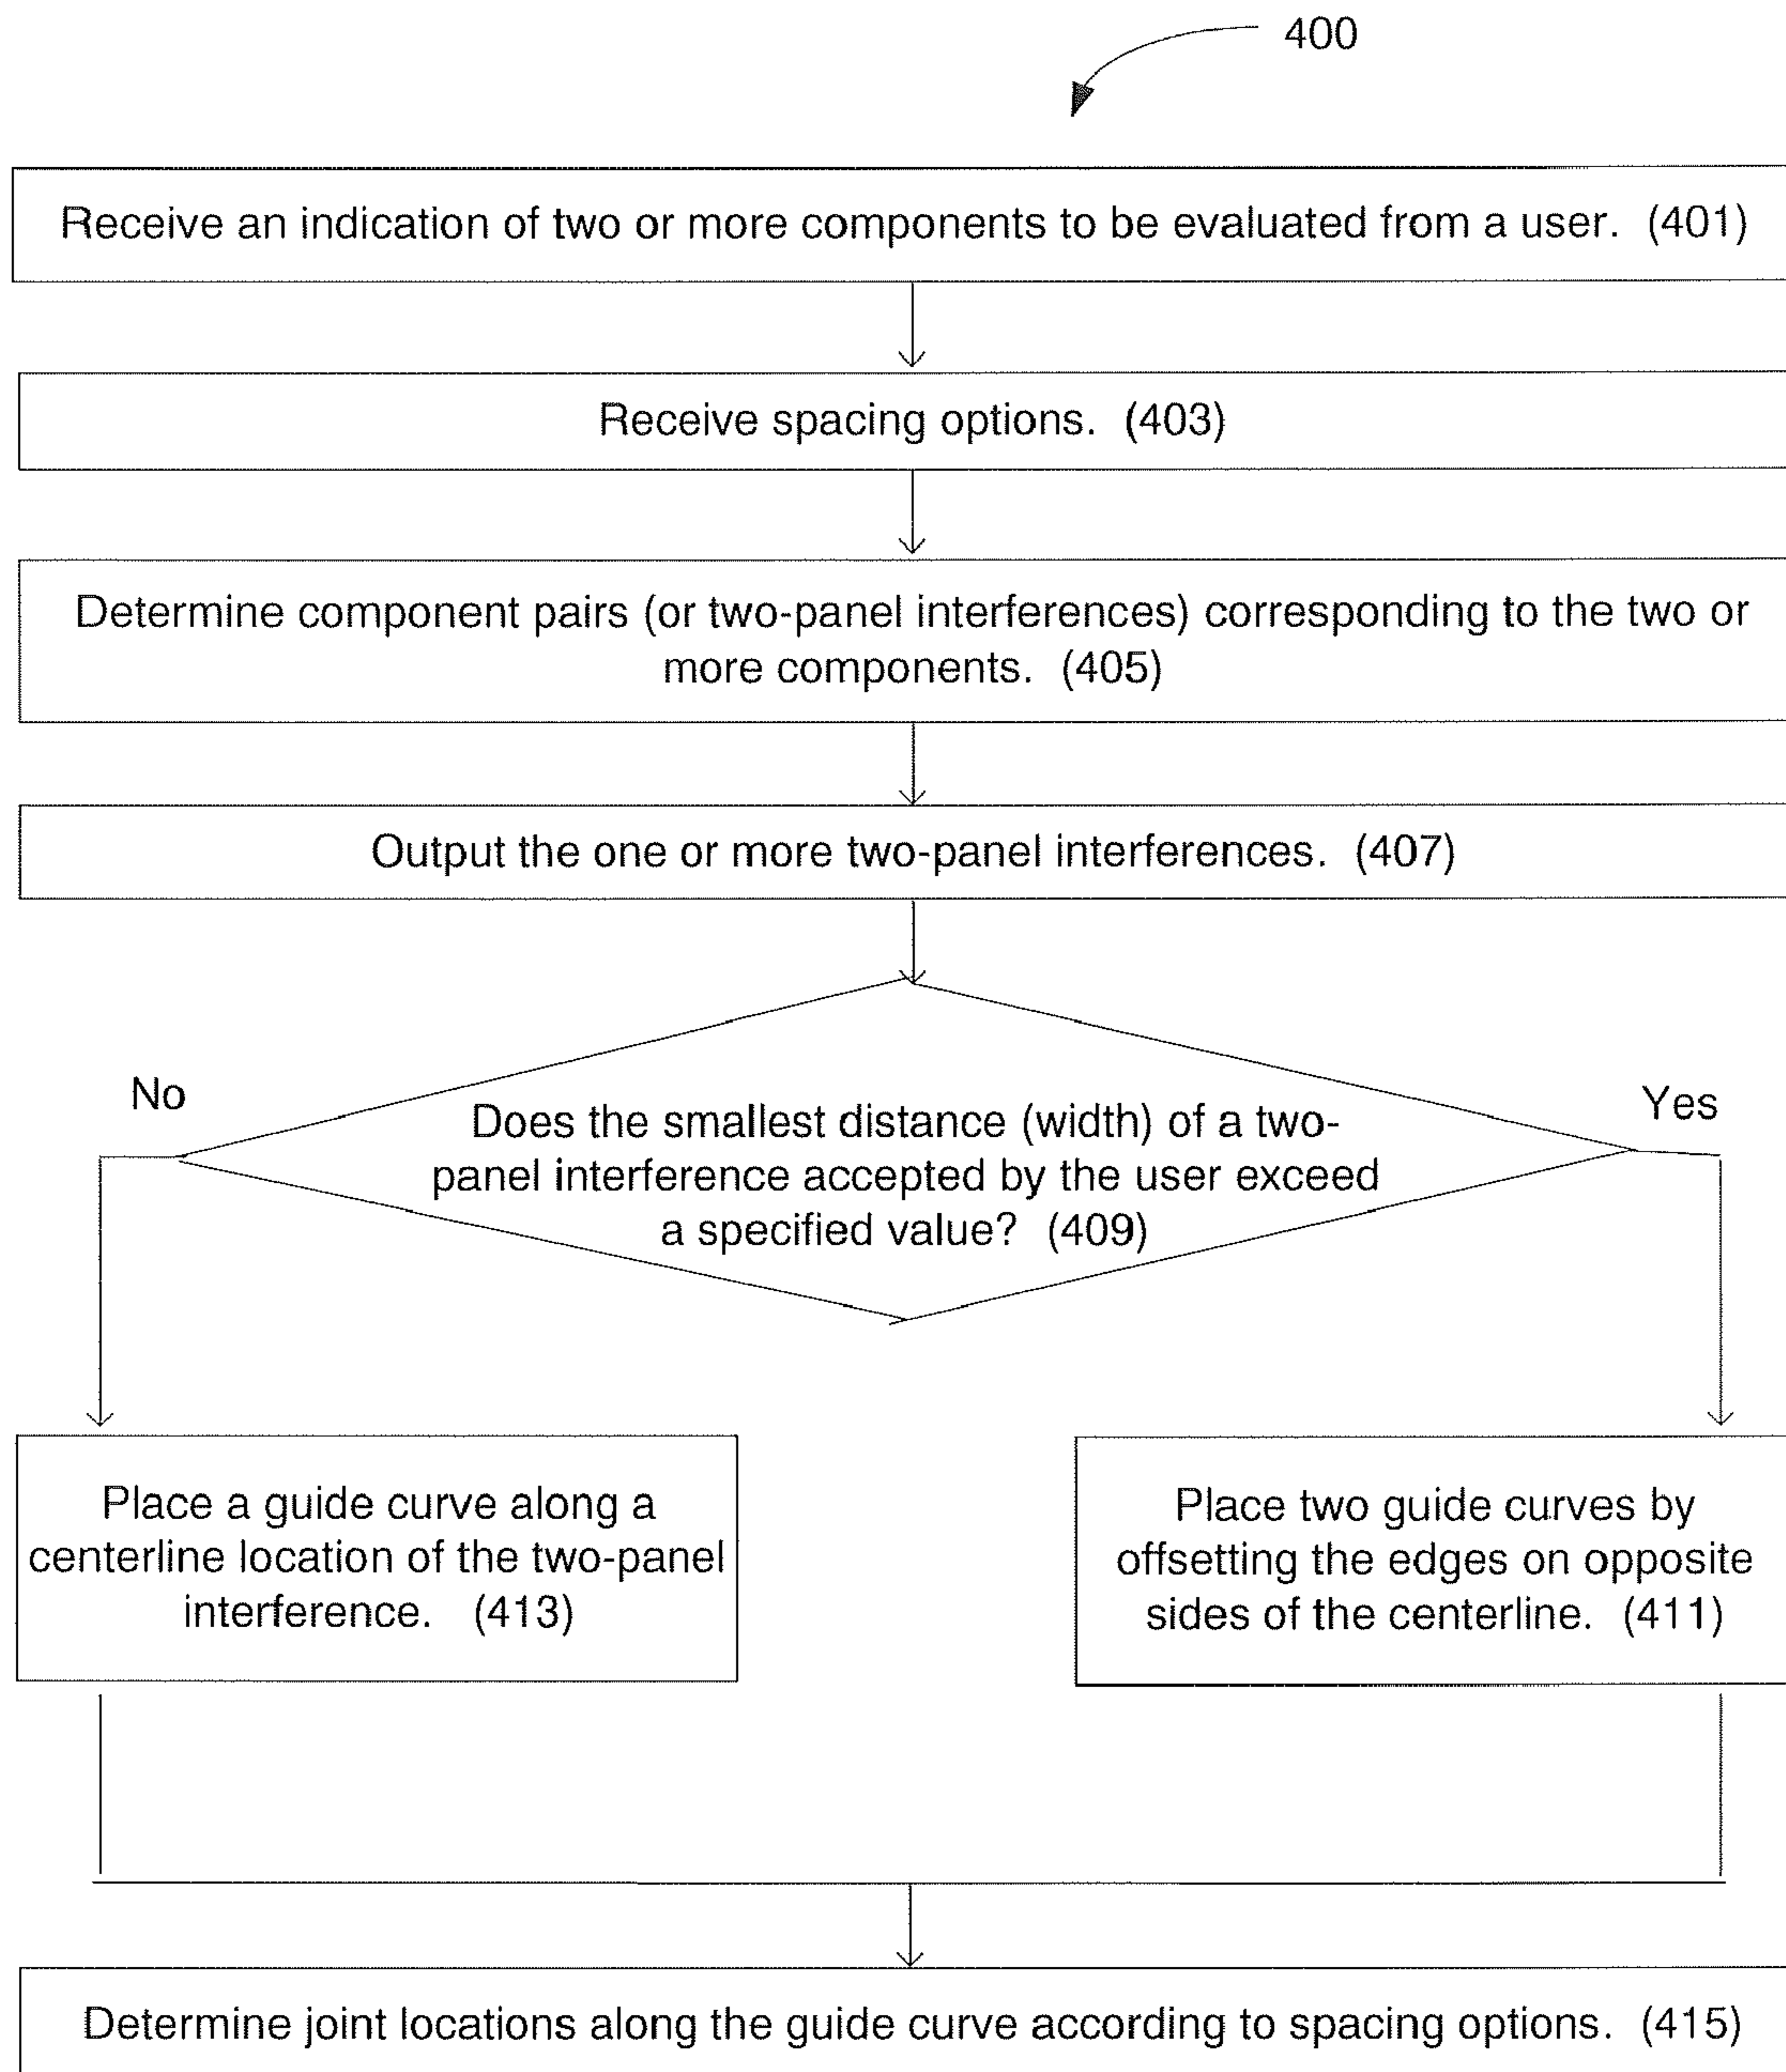 400
Receive an indication of two or more components to be evaluated from a user. (401)
Receive spacing options. (403)
Determine component pairs (or two-panel interferences) corresponding to the two or
more components. (405)
Output the one or more two-panel interferences. (407)
No
Yes
Does the smallest distance (width) of a two-
panel interference accepted by the user exceed
a specified value? (409)
Place a guide curve along a
centerline location of the two-panel
interference. (413)
Place two guide curves by
offsetting the edges on opposite
sides of the centerline. (411)
Determine joint locations along the guide curve according to spacing options. (415)